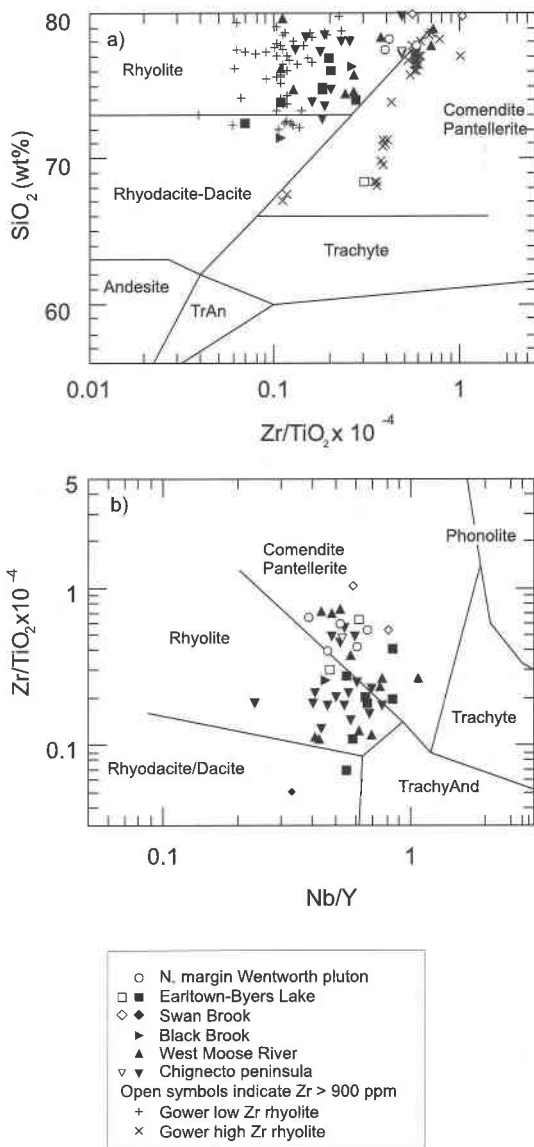 a)
80
70
60
SiO2 (wt%)
Rhyolite
Comendite
Pantellerite
Rhyodacite-Dacite
Trachyte
Andesite
TrAn
0.01
0.1
1
Zr/TiO2 x 10 -4
b)
5
1
0.1
Zr/TiO2x10-4
Phonolite
Comendite
Pantellerite
Rhyolite
Trachyte
Rhyodacite/Dacite
TrachyAnd
0.1
1
Nb/Y
N. margin Wentworth pluton
Earltown-Byers Lake
Swan Brook
Black Brook
West Moose River
Chignecto peninsula
Open symbols indicate Zr > 900 ppm
Gower low Zr rhyolite
Gower high Zr rhyolite